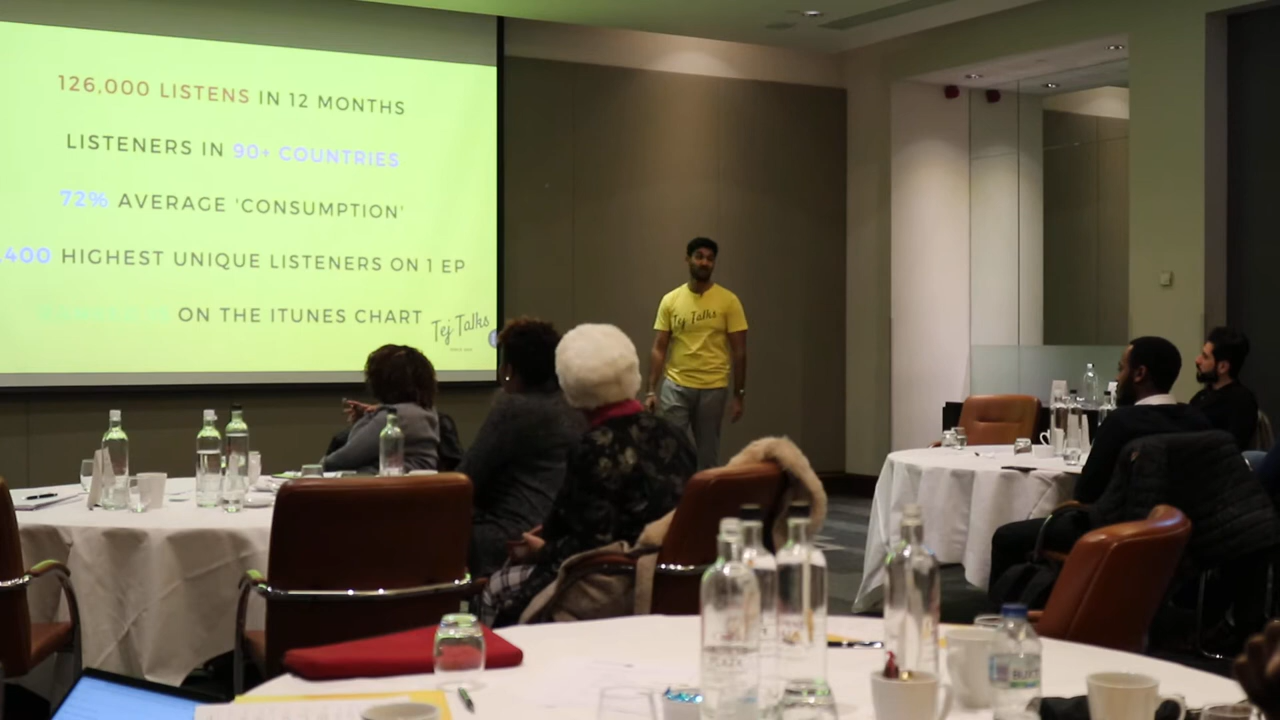 126,000 LISTENS IN 12 MONTHS
LISTENERS IN 90+ COUNTRIES
72% AVERAGE 'CONSUMPTION'
400 HIGHEST UNIQUE LISTENERS ON 1 EP
ON THE ITUNES CHART
Tej Talks
Tej Talks
PLAZA